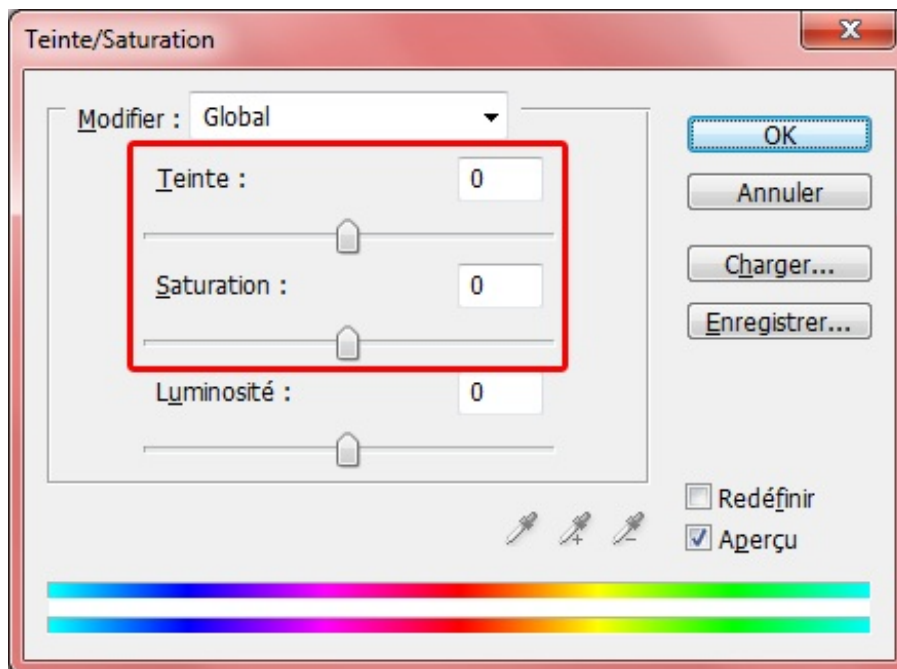 Teinte/Saturation
Modifier : Global
OK
Teinte : 0
Annuler
Charger...
Saturation : 0
Enregistrer...
Luminosité : 0
Redéfinir
Aperçu